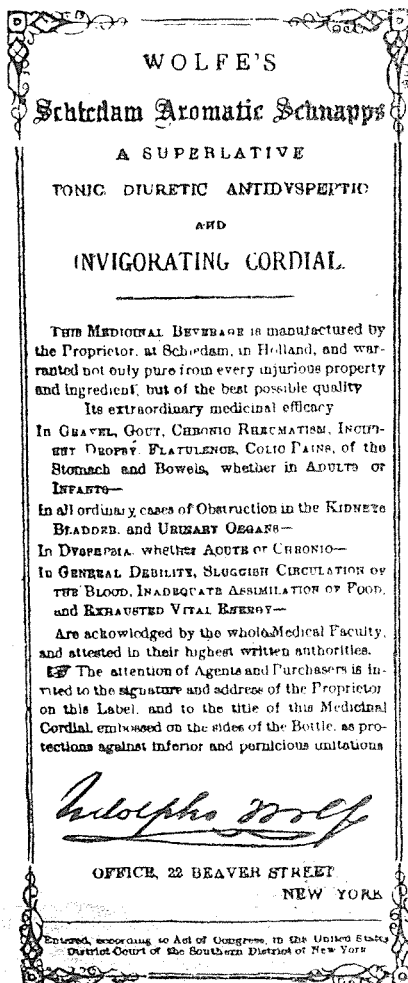 WOLFE'S
Schiedam Aromatic Schnapps
A SUPERLATIVE
TONIC, DIURETIC, ANTIDYSPEPTIC
AND
INVIGORATING CORDIAL.
THIS MEDICINAL BEVERAGE is manufactured by
the Proprietor, at Schiedam, in Holland, and war-
ranted not only pure from every injurious property
and ingredient, but of the best possible quality
Its extraordinary medicinal efficacy
In GRAVEL, GOUT, CHRONIC RHEUMATISM, INCIPI-
ENT DROPSY, FLATULENCE, COLIC PAINS, of the
Stomach and Bowels, whether in ADULTS or
INFANTS—
In all ordinary cases of Obstruction in the KIDNEYS
BLADDER, and URINARY ORGANS—
In DYSPEPSIA, whether ACUTE or CHRONIC—
In GENERAL DEBILITY, SLUGGISH CIRCULATION OF
THE BLOOD, INADEQUATE ASSIMILATION OF FOOD,
and EXHAUSTED VITAL ENERGY—
Are acknowledged by the whole Medical Faculty,
and attested in their highest written authorities.
☞ The attention of Agents and Purchasers is in-
vited to the signature and address of the Proprietor
on this Label, and to the title of this Medicinal
Cordial, embossed on the sides of the Bottle, as pro-
tections against inferior and pernicious imitations
Udolpho Wolfe
OFFICE, 22 BEAVER STREET
NEW YORK
Entered, according to Act of Congress, in the United States
District Court of the Southern District of New York